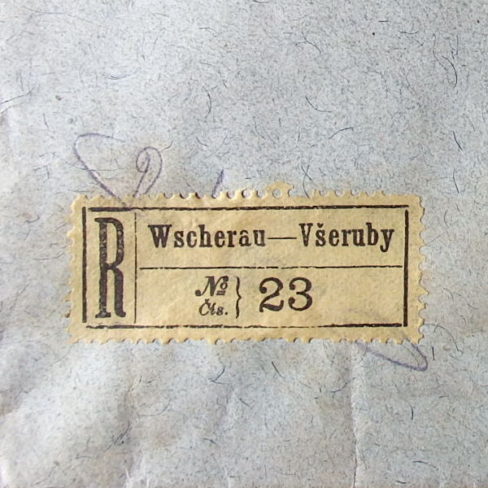 R
Wscherau—Všeruby
№ } 23
Čís.